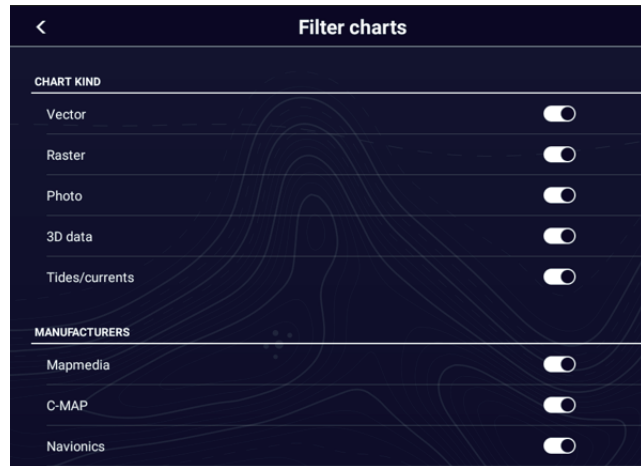 Filter charts
CHART KIND
Vector
Raster
Photo
3D data
Tides/currents
MANUFACTURERS
Mapmedia
C-MAP
Navionics